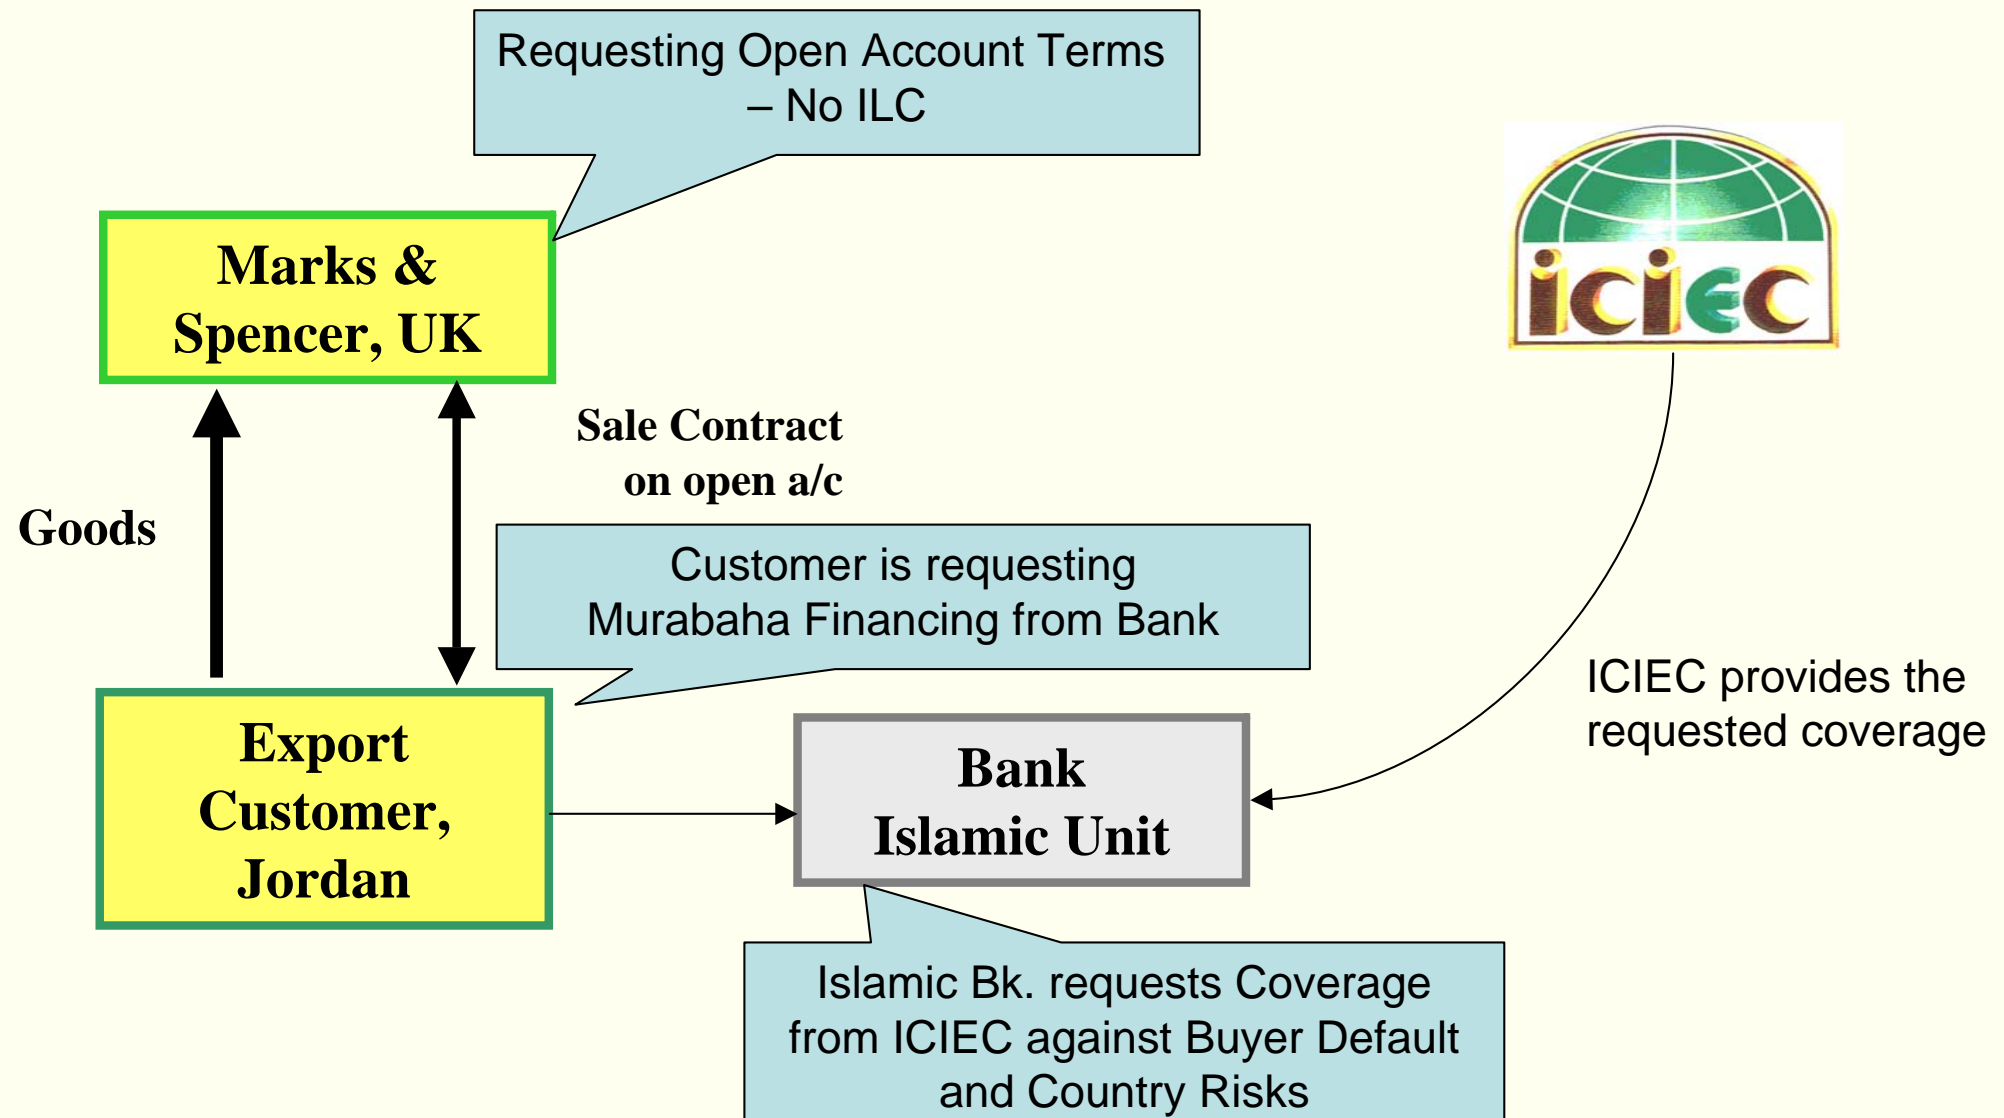 Requesting Open Account Terms
– No ILC
Marks &
Spencer, UK
iciec
Sale Contract
on open a/c
Goods
Customer is requesting
Murabaha Financing from Bank
ICIEC provides the
requested coverage
Export
Customer,
Jordan
Bank
Islamic Unit
Islamic Bk. requests Coverage
from ICIEC against Buyer Default
and Country Risks